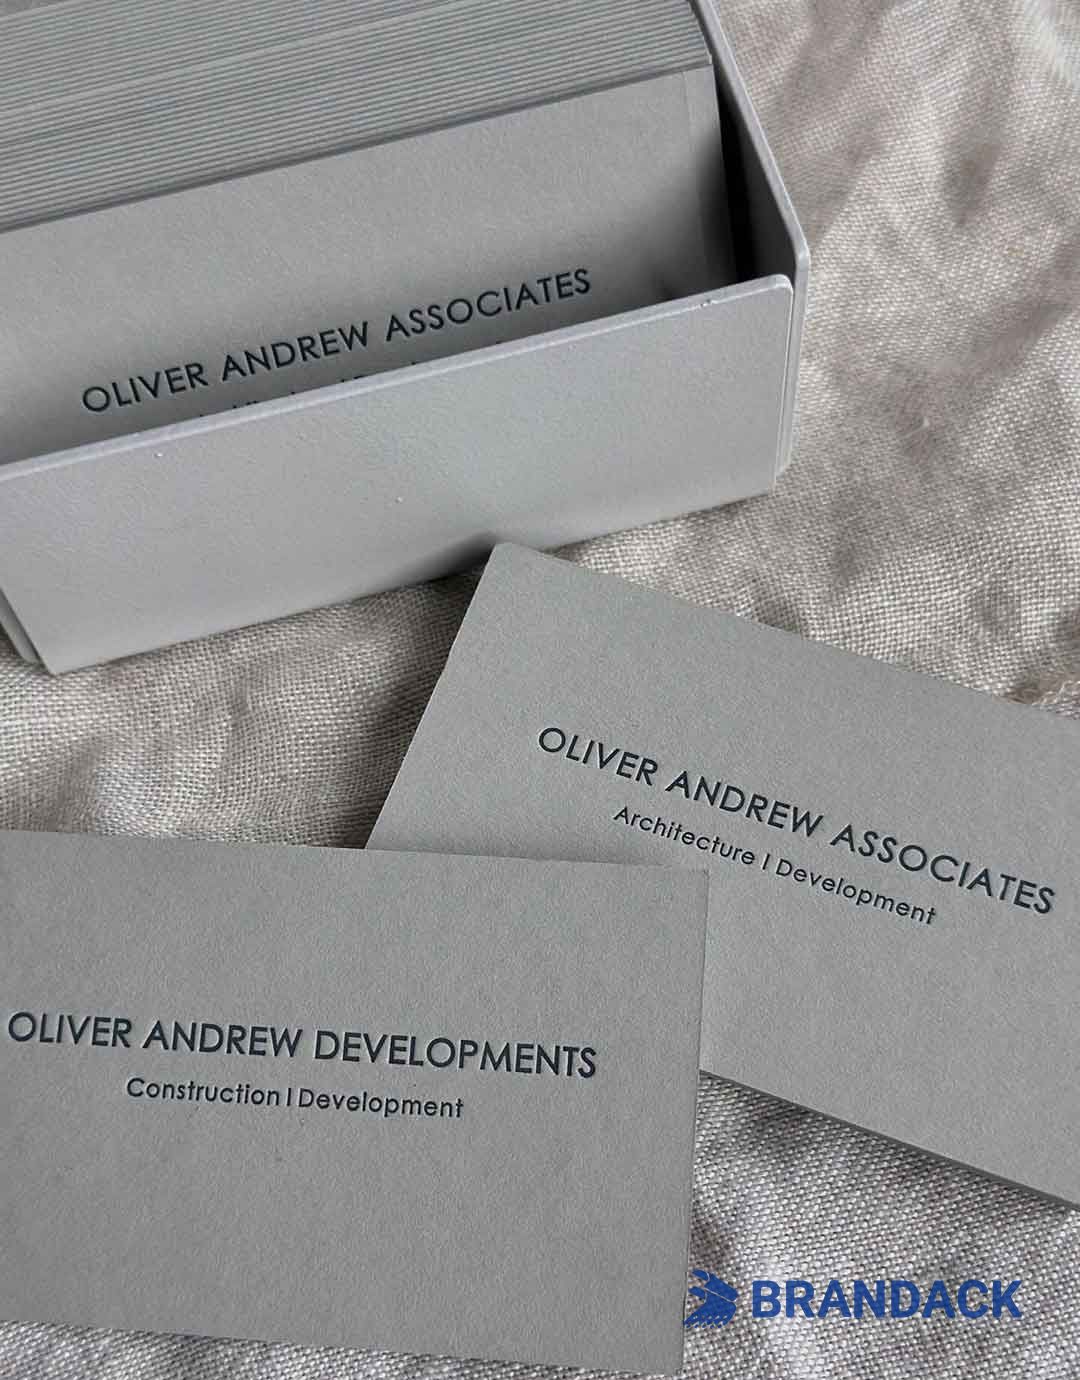 OLIVER ANDREW ASSOCIATES
OLIVER ANDREW ASSOCIATES
Architecture | Development
OLIVER ANDREW DEVELOPMENTS
Construction | Development
BRANDACK